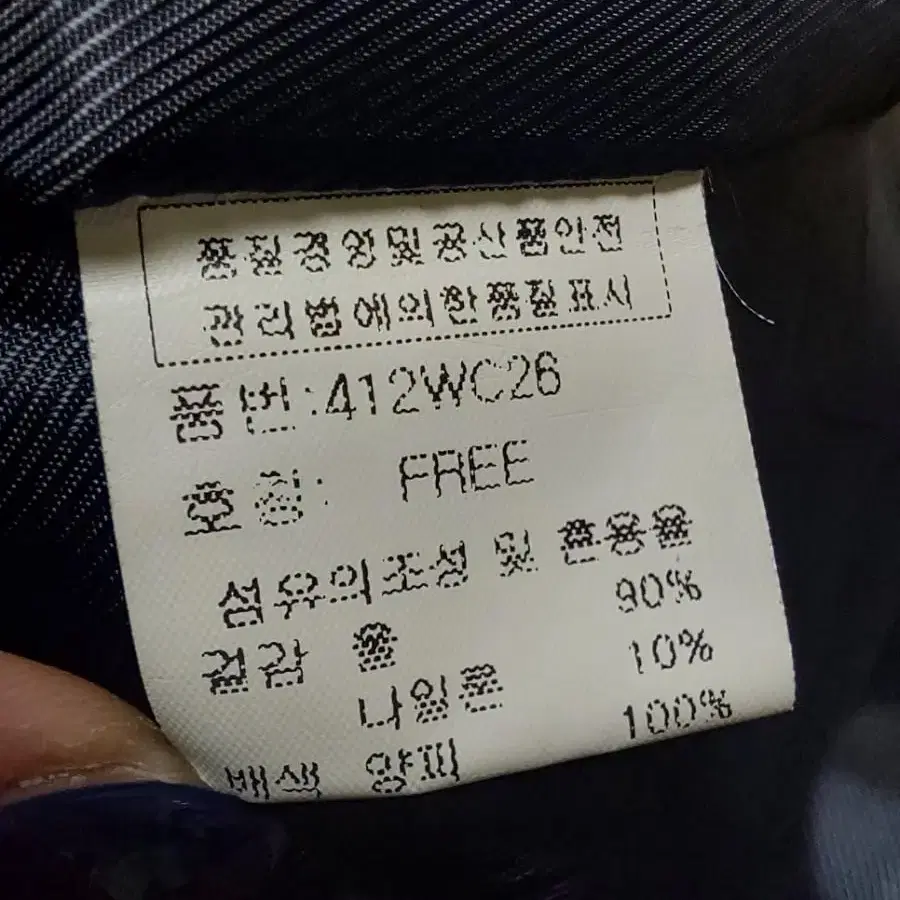 품질경영및공산품안전
관리법에의한품질표시
품번:412WC26
호칭: FREE
섬유의조성 및 혼용율
겉감 울 90%
나일론 10%
배색 양피 100%